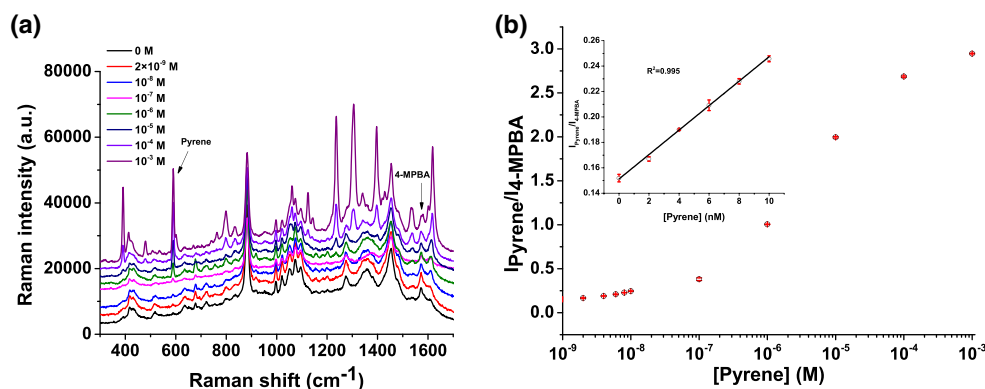 (a)
0 M
2×10⁻⁹ M
10⁻⁸ M
10⁻⁷ M
10⁻⁶ M
10⁻⁵ M
10⁻⁴ M
10⁻³ M
Pyrene
4-MPBA
80000
60000
40000
20000
0
Raman intensity (a.u.)
400 600 800 1000 1200 1400 1600
Raman shift (cm⁻¹)
(b)
3.0
2.5
2.0
1.5
1.0
0.5
0.0
IPyrene/I4-MPBA
10⁻⁹ 10⁻⁸ 10⁻⁷ 10⁻⁶ 10⁻⁵ 10⁻⁴ 10⁻³
[Pyrene] (M)
0.26
0.24
0.22
0.20
0.18
0.16
0.14
I_Pyrene/I_4-MPBA
R²=0.995
0 2 4 6 8 10
[Pyrene] (nM)